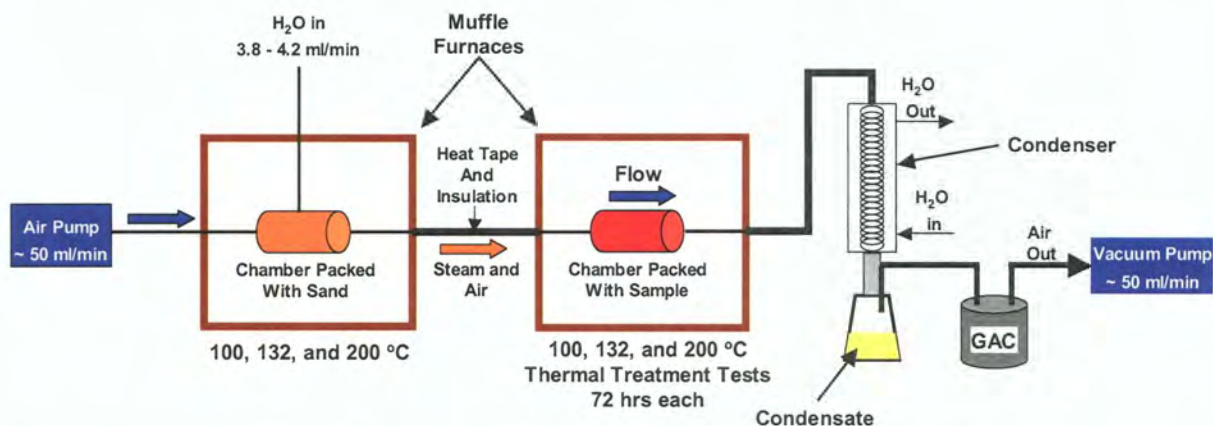 H₂O in
3.8 - 4.2 ml/min
Muffle
Furnaces
H₂O
Out
Condenser
Heat Tape
And
Insulation
Flow
H₂O
in
Air Pump
~ 50 ml/min
Air
Out
Vacuum Pump
~ 50 ml/min
Chamber Packed
With Sand
Steam and
Air
Chamber Packed
With Sample
GAC
100, 132, and 200 ºC
100, 132, and 200 ºC
Thermal Treatment Tests
72 hrs each
Condensate